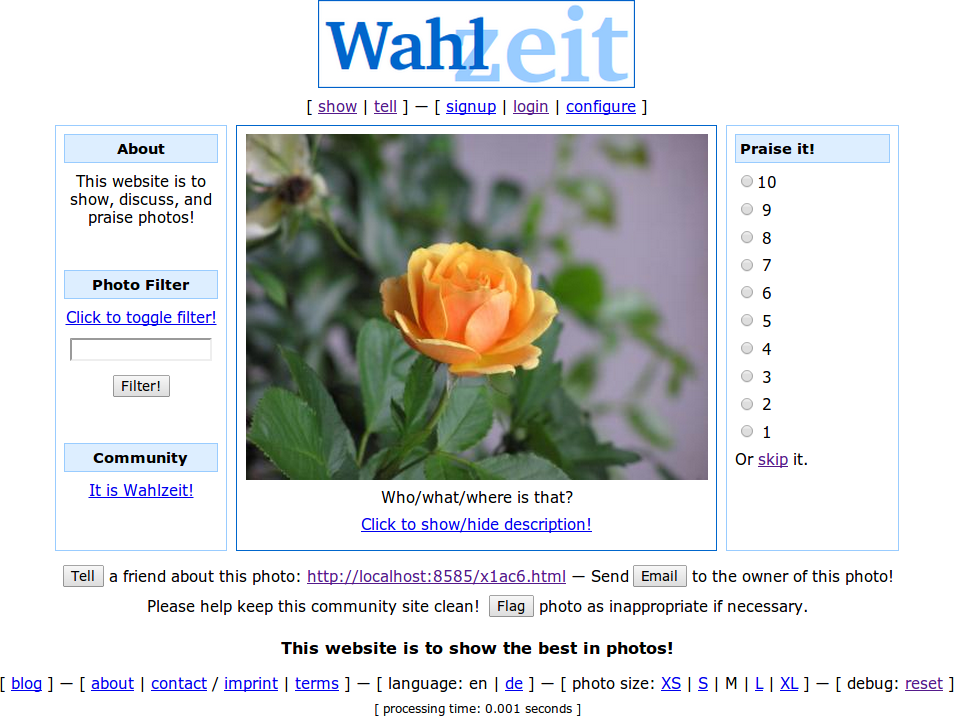 Wahlzeit
[ show | tell ] — [ signup | login | configure ]
About
This website is to
show, discuss, and
praise photos!
Photo Filter
Click to toggle filter!
Filter!
Community
It is Wahlzeit!
Who/what/where is that?
Click to show/hide description!
Praise it!
10
9
8
7
6
5
4
3
2
1
Or skip it.
Tell a friend about this photo: http://localhost:8585/x1ac6.html — Send Email to the owner of this photo!
Please help keep this community site clean! Flag photo as inappropriate if necessary.
This website is to show the best in photos!
[ blog ] — [ about | contact / imprint | terms ] — [ language: en | de ] — [ photo size: XS | S | M | L | XL ] — [ debug: reset ]
[ processing time: 0.001 seconds ]